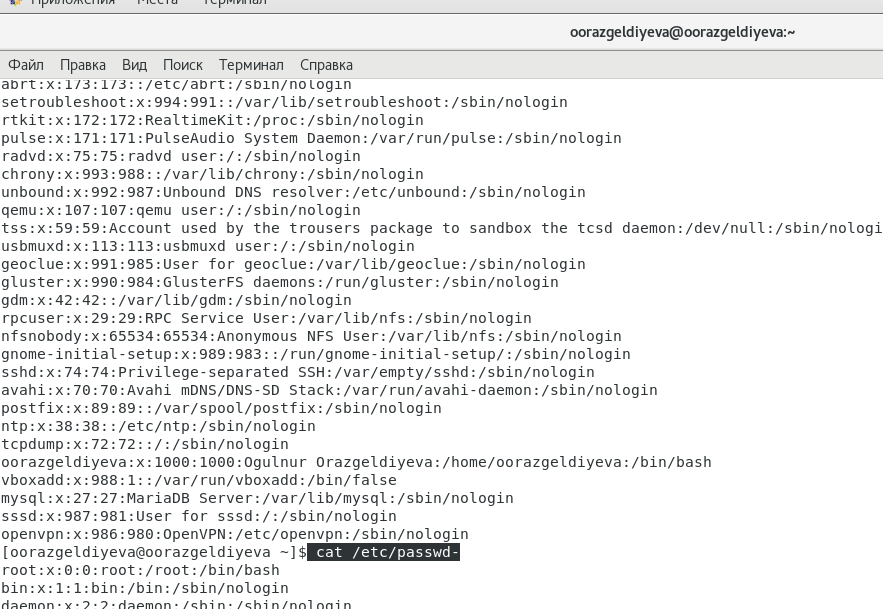 Приложения Места Терминал
oorazgeldiyeva@oorazgeldiyeva:~
Файл Правка Вид Поиск Терминал Справка
abrt:x:173:173::/etc/abrt:/sbin/nologin
setroubleshoot:x:994:991::/var/lib/setroubleshoot:/sbin/nologin
rtkit:x:172:172:RealtimeKit:/proc:/sbin/nologin
pulse:x:171:171:PulseAudio System Daemon:/var/run/pulse:/sbin/nologin
radvd:x:75:75:radvd user:/:/sbin/nologin
chrony:x:993:988::/var/lib/chrony:/sbin/nologin
unbound:x:992:987:Unbound DNS resolver:/etc/unbound:/sbin/nologin
qemu:x:107:107:qemu user:/:/sbin/nologin
tss:x:59:59:Account used by the trousers package to sandbox the tcsd daemon:/dev/null:/sbin/nologi
usbmuxd:x:113:113:usbmuxd user:/:/sbin/nologin
geoclue:x:991:985:User for geoclue:/var/lib/geoclue:/sbin/nologin
gluster:x:990:984:GlusterFS daemons:/run/gluster:/sbin/nologin
gdm:x:42:42::/var/lib/gdm:/sbin/nologin
rpcuser:x:29:29:RPC Service User:/var/lib/nfs:/sbin/nologin
nfsnobody:x:65534:65534:Anonymous NFS User:/var/lib/nfs:/sbin/nologin
gnome-initial-setup:x:989:983::/run/gnome-initial-setup/:/sbin/nologin
sshd:x:74:74:Privilege-separated SSH:/var/empty/sshd:/sbin/nologin
avahi:x:70:70:Avahi mDNS/DNS-SD Stack:/var/run/avahi-daemon:/sbin/nologin
postfix:x:89:89::/var/spool/postfix:/sbin/nologin
ntp:x:38:38::/etc/ntp:/sbin/nologin
tcpdump:x:72:72::/:/sbin/nologin
oorazgeldiyeva:x:1000:1000:Ogulnur Orazgeldiyeva:/home/oorazgeldiyeva:/bin/bash
vboxadd:x:988:1::/var/run/vboxadd:/bin/false
mysql:x:27:27:MariaDB Server:/var/lib/mysql:/sbin/nologin
sssd:x:987:981:User for sssd:/:/sbin/nologin
openvpn:x:986:980:OpenVPN:/etc/openvpn:/sbin/nologin
[oorazgeldiyeva@oorazgeldiyeva ~]$ cat /etc/passwd-
root:x:0:0:root:/root:/bin/bash
bin:x:1:1:bin:/bin:/sbin/nologin
daemon:x:2:2:daemon:/sbin:/sbin/nologin